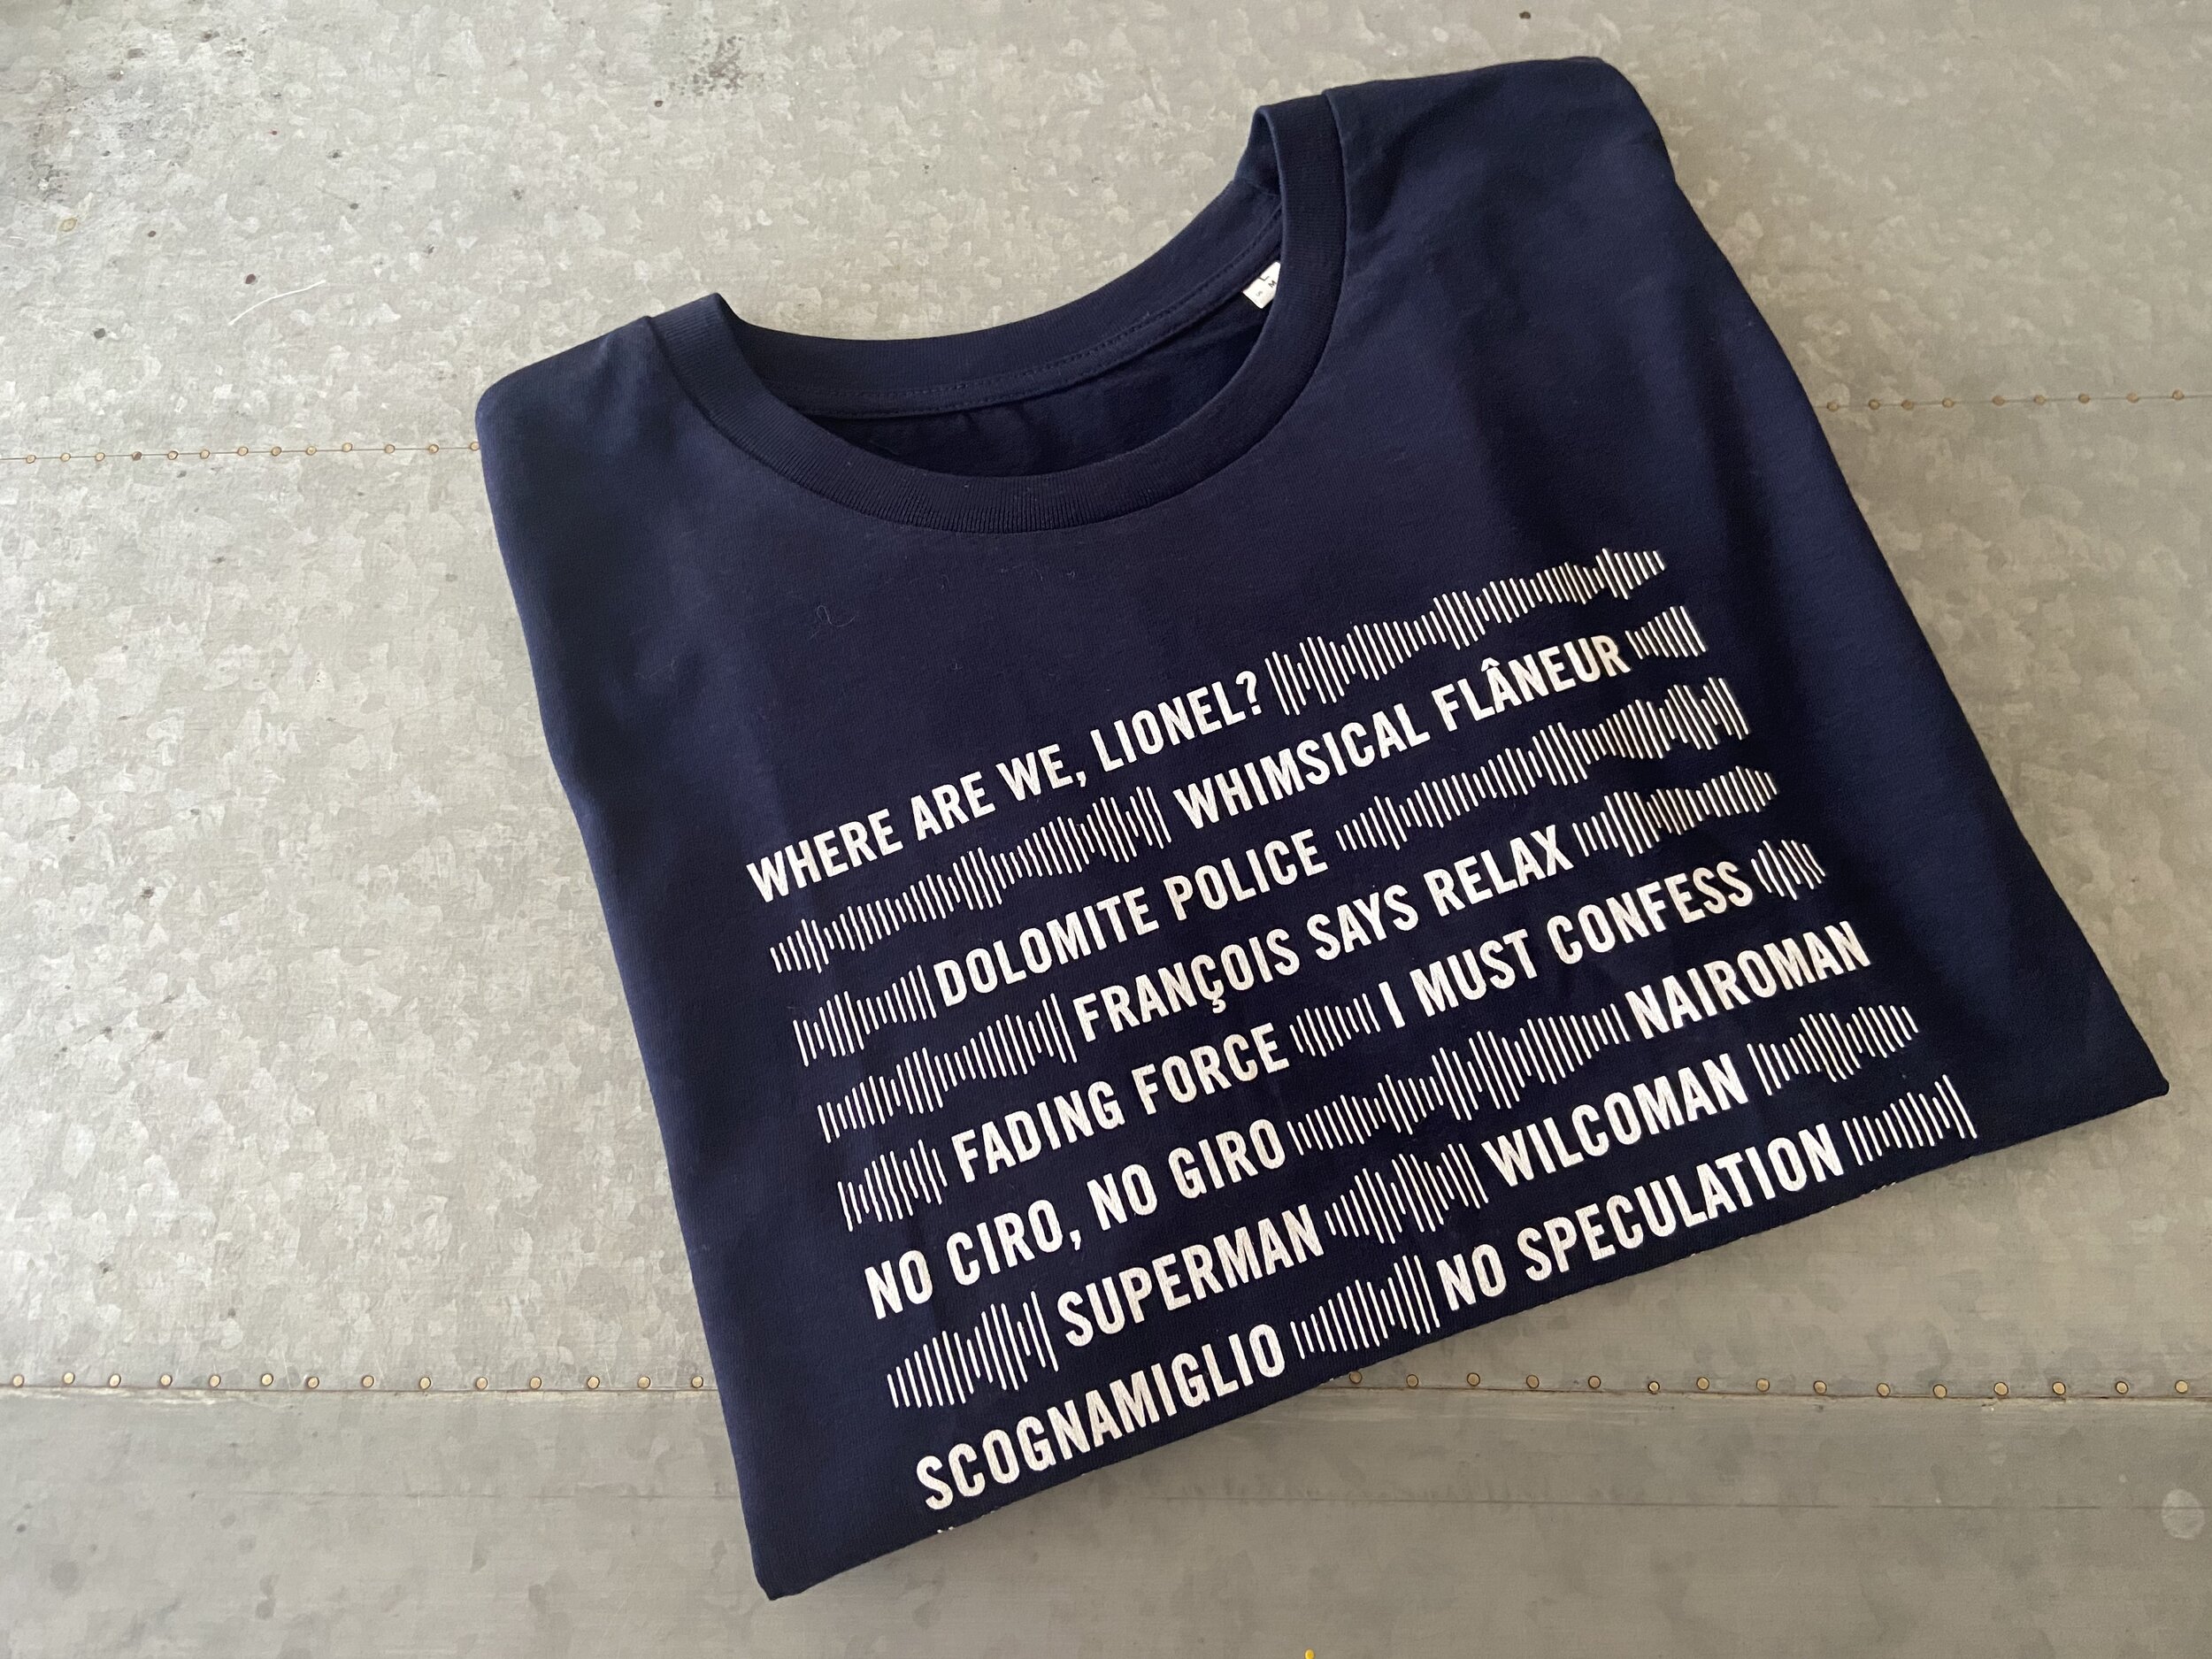 WHERE ARE WE, LIONEL?
WHIMSICAL FLÂNEUR
DOLOMITE POLICE
FRANÇOIS SAYS RELAX
FADING FORCE I MUST CONFESS
NO CIRO, NO GIRO NAIROMAN
SUPERMAN WILCOMAN
SCOGNAMIGLIO NO SPECULATION